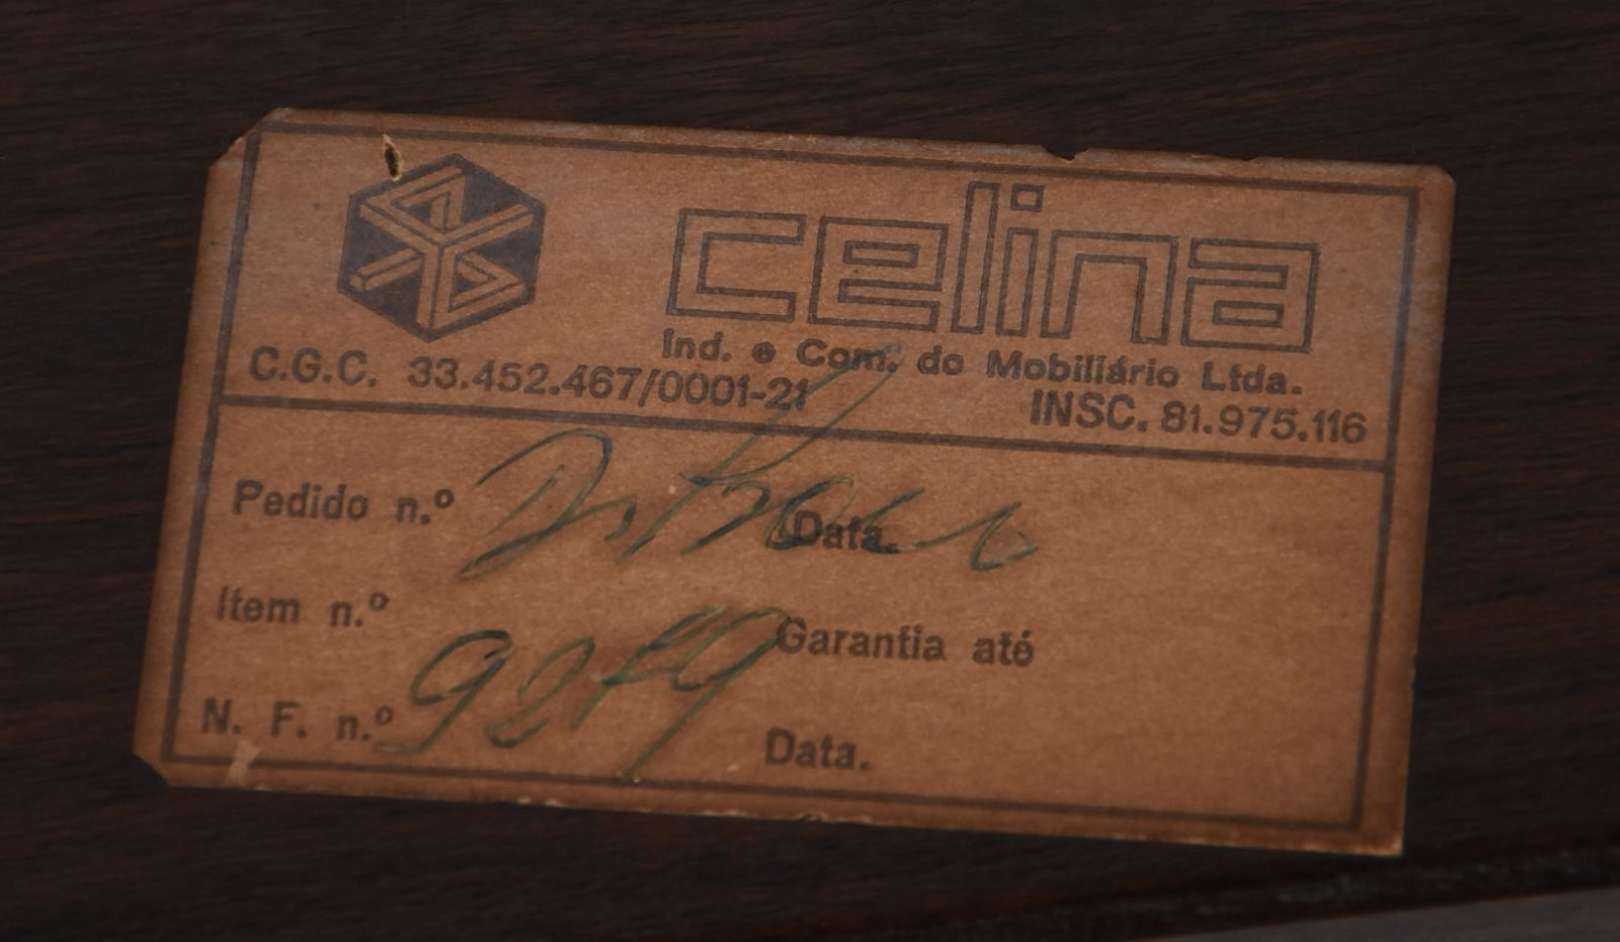 celina
Ind. e Com. do Mobiliário Ltda.
C.G.C. 33.452.467/0001-21 INSC. 81.975.116
Pedido n.º Data.
Item n.º Garantia até
N. F. n.º Data.